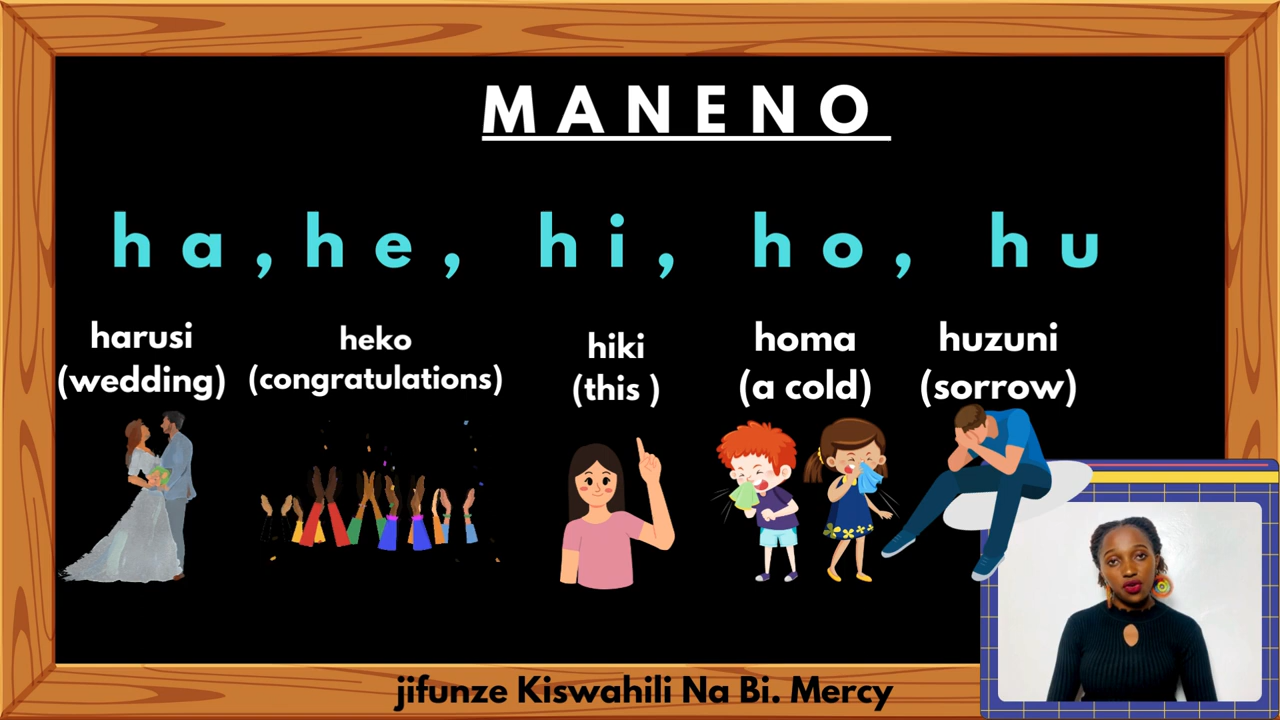 MANENO
ha, he, hi, ho, hu
harusi
(wedding)
heko
(congratulations)
hiki
(this )
homa
(a cold)
huzuni
(sorrow)
jifunze Kiswahili Na Bi. Mercy